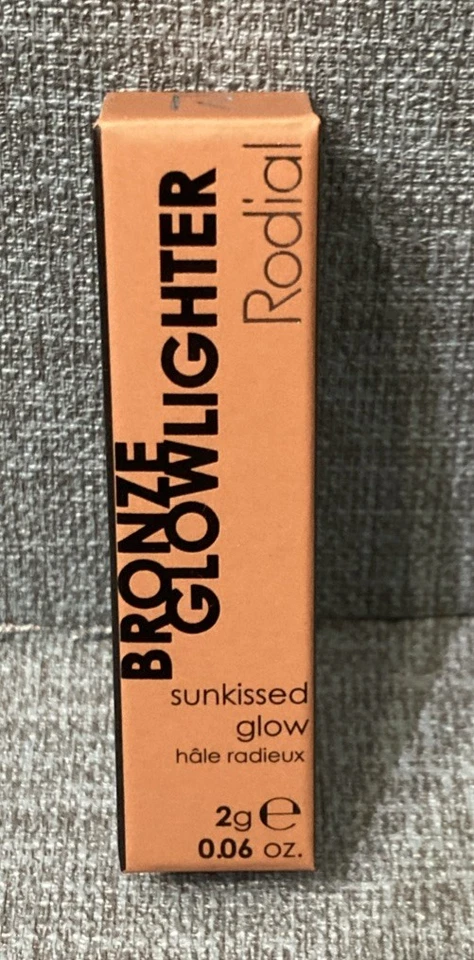 Rodial
BRONZE
GLOWLIGHTER
sunkissed
glow
hâle radieux
2g ℮
0.06 oz.